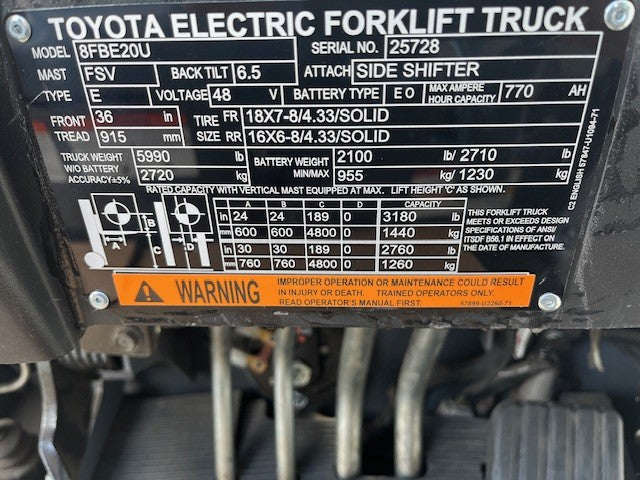 TOYOTA ELECTRIC FORKLIFT TRUCK
MODEL 8FBE20U SERIAL NO. 25728
MAST FSV BACK TILT 6.5 ATTACH SIDE SHIFTER
TYPE E VOLTAGE 48 V BATTERY TYPE E O MAX AMPERE HOUR CAPACITY 770 AH
FRONT 36 in TIRE FR 18X7-8/4.33/SOLID
TREAD 915 mm SIZE RR 16X6-8/4.33/SOLID
TRUCK WEIGHT 5990 lb BATTERY WEIGHT 2100 lb/ 2710
W/O BATTERY 2720 kg MIN/MAX 955 kg/ 1230 kg
ACCURACY±5%
RATED CAPACITY WITH VERTICAL MAST EQUIPPED AT MAX. LIFT HEIGHT 'C' AS SHOWN.
A B C D CAPACITY
in 24 24 189 0 3180 lb
mm 600 600 4800 0 1440 kg
in 30 30 189 0 2760 lb
mm 760 760 4800 0 1260 kg
A B C D
THIS FORKLIFT TRUCK
MEETS OR EXCEEDS DESIGN
SPECIFICATIONS OF ANSI/
ITSDF B56.1 IN EFFECT ON
THE DATE OF MANUFACTURE.
C2 ENGLISH 57647-U1094-71
WARNING
IMPROPER OPERATION OR MAINTENANCE COULD RESULT
IN INJURY OR DEATH. TRAINED OPERATORS ONLY.
READ OPERATOR'S MANUAL FIRST. 57899-U2260-71